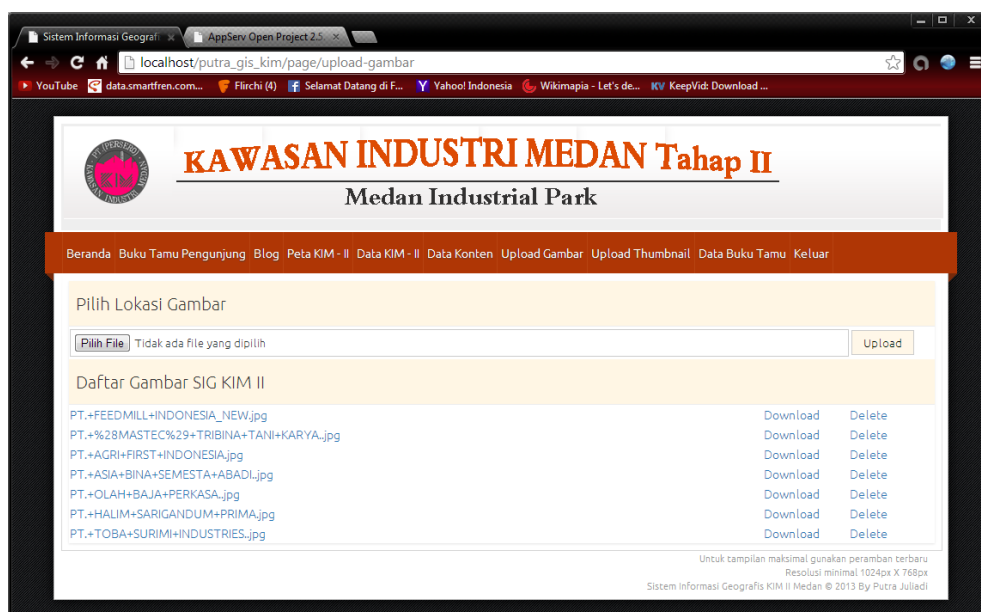 Sistem Informasi Geografi
AppServ Open Project 2.5.
localhost/putra_gis_kim/page/upload-gambar
YouTube data.smartfren.com... Flirchi (4) Selamat Datang di F... Yahoo! Indonesia Wikimapia - Let's de... KeepVid: Download ...
PT (PERSERO)
KIM
KAWASAN INDUSTRI MEDAN Tahap II
Medan Industrial Park
Beranda Buku Tamu Pengunjung Blog Peta KIM - II Data KIM - II Data Konten Upload Gambar Upload Thumbnail Data Buku Tamu Keluar
Pilih Lokasi Gambar
Pilih File Tidak ada file yang dipilih Upload
Daftar Gambar SIG KIM II
PT.+FEEDMILL+INDONESIA_NEW.jpg Download Delete
PT.+%28MASTEC%29+TRIBINA+TANI+KARYA..jpg Download Delete
PT.+AGRI+FIRST+INDONESIA.jpg Download Delete
PT.+ASIA+BINA+SEMESTA+ABADI..jpg Download Delete
PT.+OLAH+BAJA+PERKASA..jpg Download Delete
PT.+HALIM+SARIGANDUM+PRIMA.jpg Download Delete
PT.+TOBA+SURIMI+INDUSTRIES..jpg Download Delete
Untuk tampilan maksimal gunakan peramban terbaru
Resolusi minimal 1024px X 768px
Sistem Informasi Geografis KIM II Medan © 2013 By Putra Juliadi